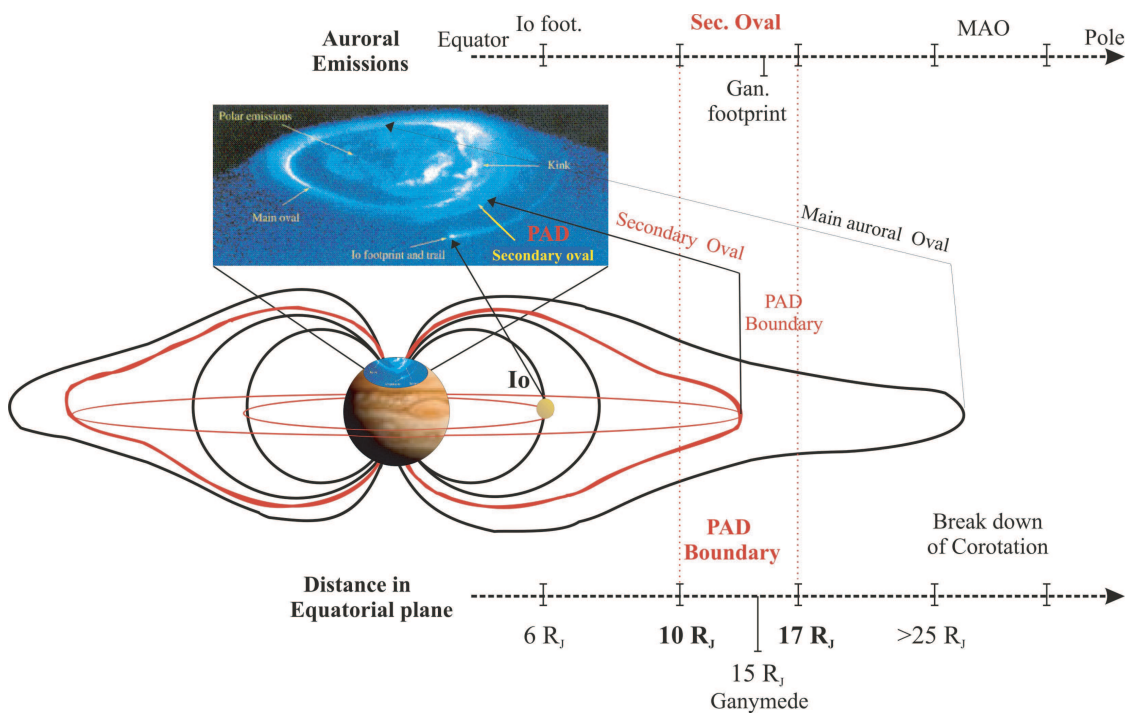 Auroral
Emissions
Equator
Io foot.
Sec. Oval
MAO
Pole
Gan.
footprint
Polar emissions
Kink
Main oval
PAD
Secondary oval
Io footprint and trail
Main auroral Oval
Secondary Oval
PAD
Boundary
Io
PAD
Boundary
Break down
of Corotation
Distance in
Equatorial plane
6 R_J
10 R_J
17 R_J
>25 R_J
15 R_J
Ganymede